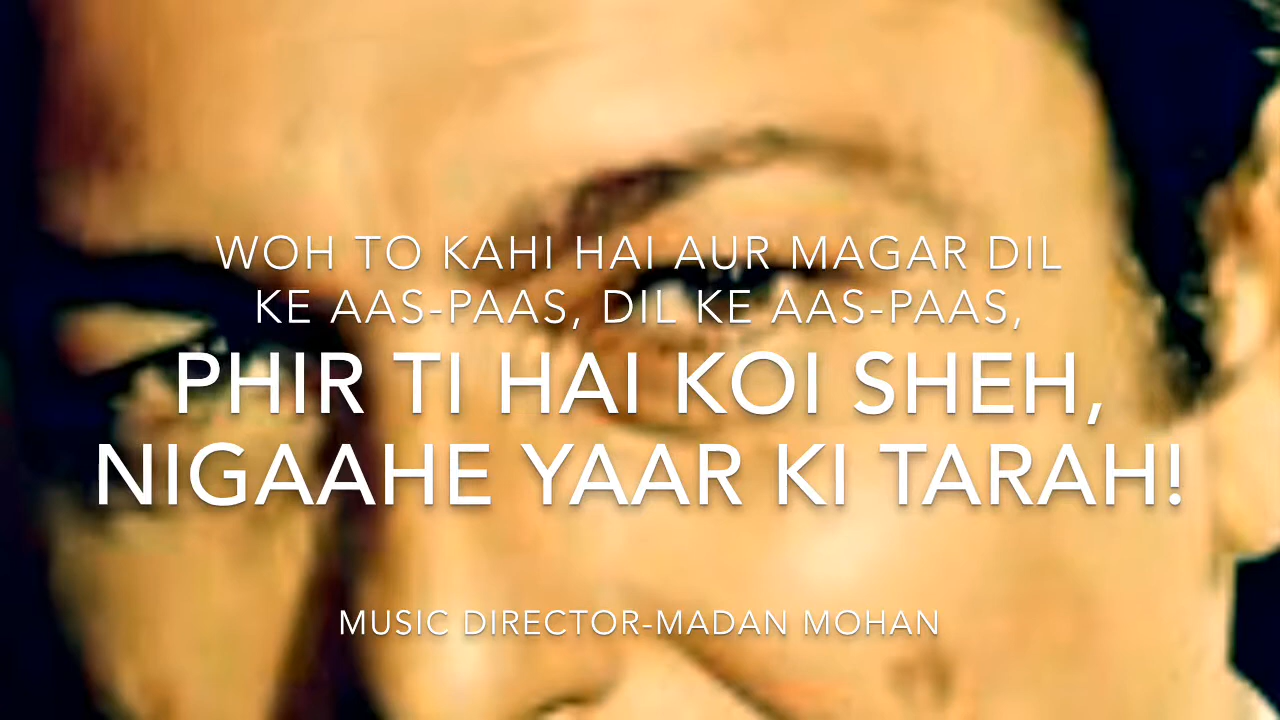 WOH TO KAHI HAI AUR MAGAR DIL
KE AAS-PAAS, DIL KE AAS-PAAS,
PHIR TI HAI KOI SHEH,
NIGAAHE YAAR KI TARAH!
MUSIC DIRECTOR-MADAN MOHAN